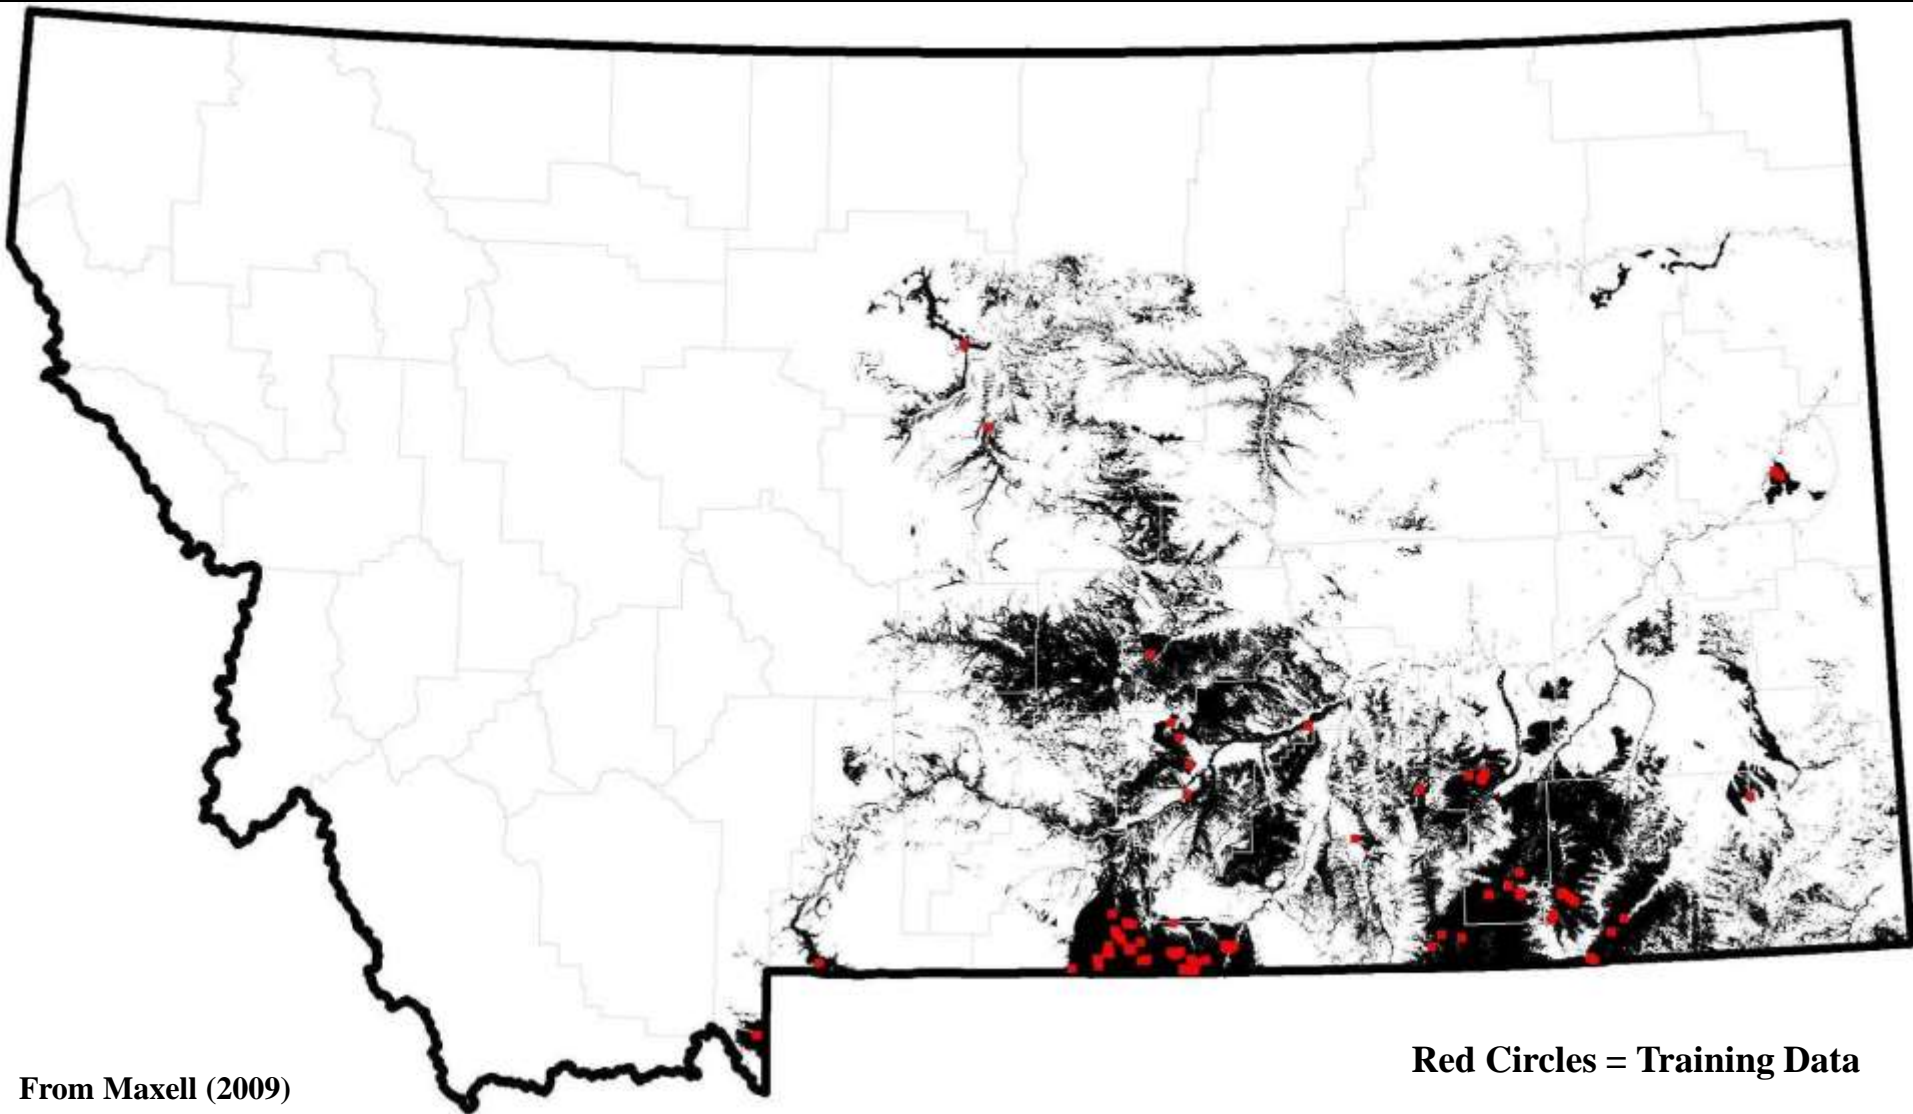 Red Circles = Training Data
From Maxell (2009)